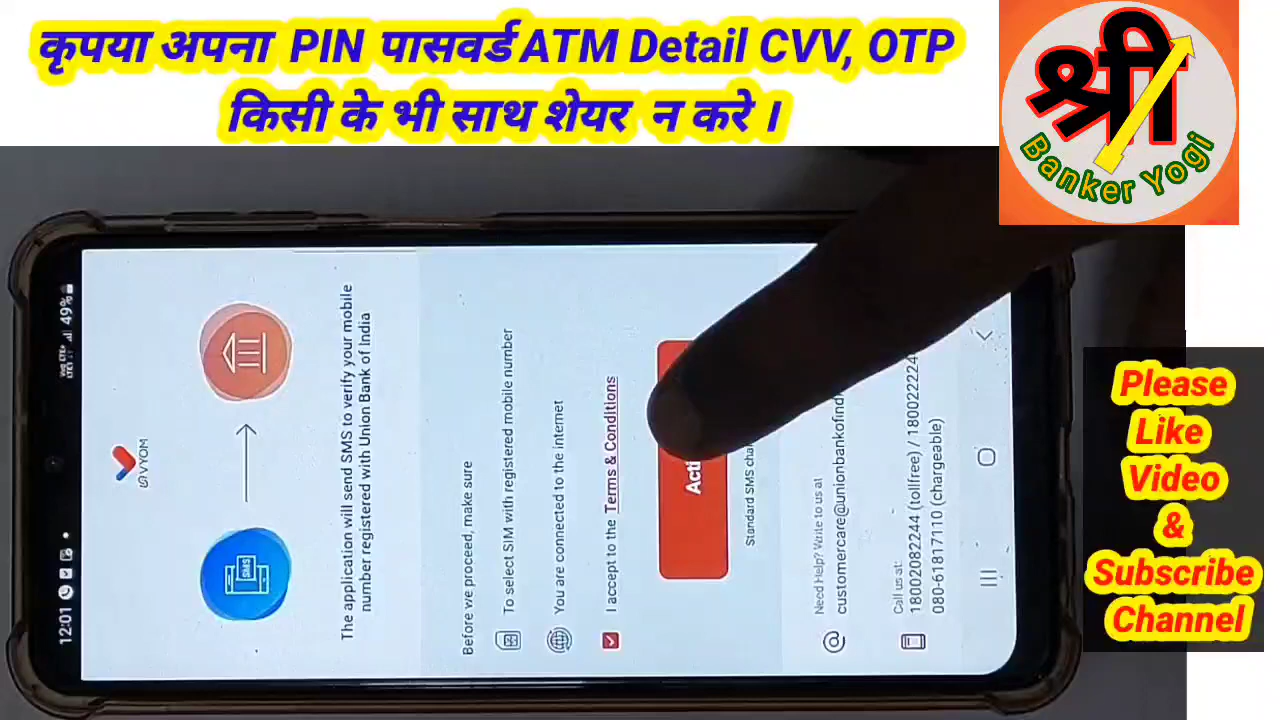 कृपया अपना PIN पासवर्ड ATM Detail CVV, OTP
किसी के भी साथ शेयर न करे ।
श्री
Banker Yogi
12:01
49%
VYOM
The application will send SMS to verify your mobile
number registered with Union Bank of India
SMS
Before we proceed, make sure
To select SIM with registered mobile number
You are connected to the internet
I accept to the Terms & Conditions
Standard SMS
Need Help? Write to us at
customercare@unionbankofind
Call us at:
18002082244 (tollfree) / 1800222224
080-61817110 (chargeable)
Please
Like
Video
&
Subscribe
Channel